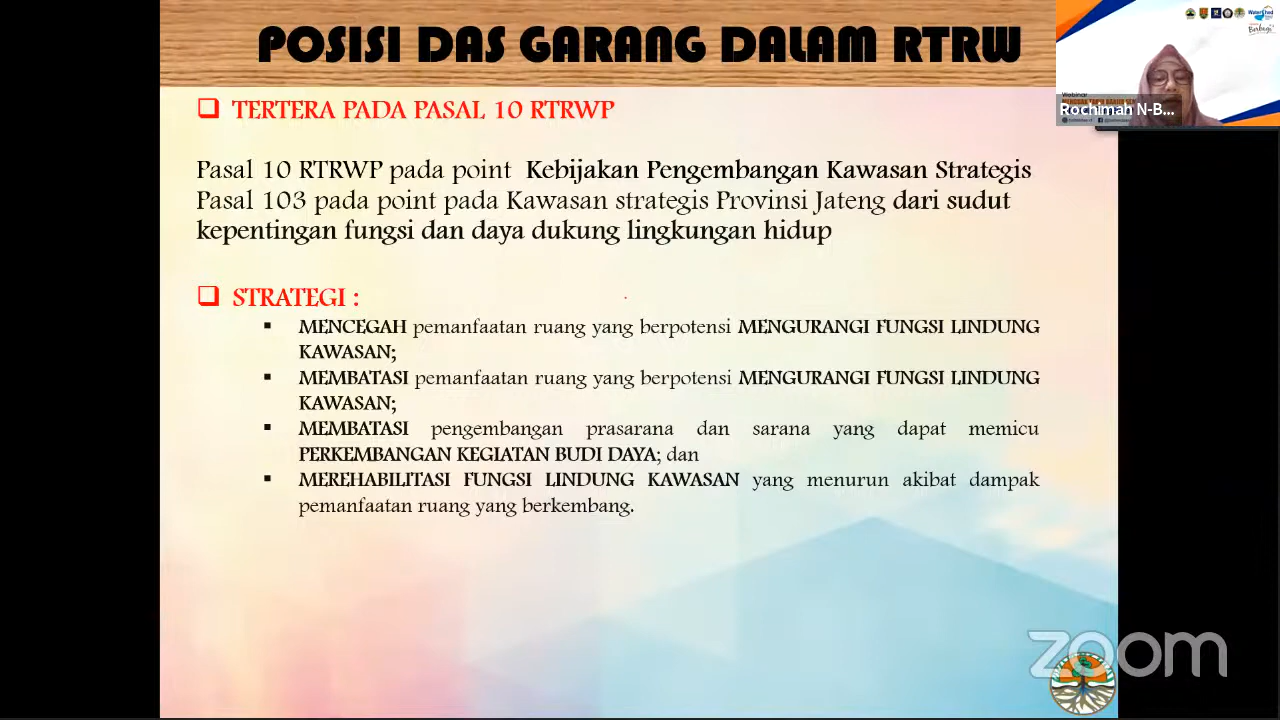 POSISI DAS GARANG DALAM RTRW
TERTERA PADA PASAL 10 RTRWP
Pasal 10 RTRWP pada point Kebijakan Pengembangan Kawasan Strategis
Pasal 103 pada point pada Kawasan strategis Provinsi Jateng dari sudut
kepentingan fungsi dan daya dukung lingkungan hidup
STRATEGI :
MENCEGAH pemanfaatan ruang yang berpotensi MENGURANGI FUNGSI LINDUNG
KAWASAN;
MEMBATASI pemanfaatan ruang yang berpotensi MENGURANGI FUNGSI LINDUNG
KAWASAN;
MEMBATASI pengembangan prasarana dan sarana yang dapat memicu
PERKEMBANGAN KEGIATAN BUDI DAYA; dan
MEREHABILITASI FUNGSI LINDUNG KAWASAN yang menurun akibat dampak
pemanfaatan ruang yang berkembang.
Webinar
Rochimah N-B...
zoom